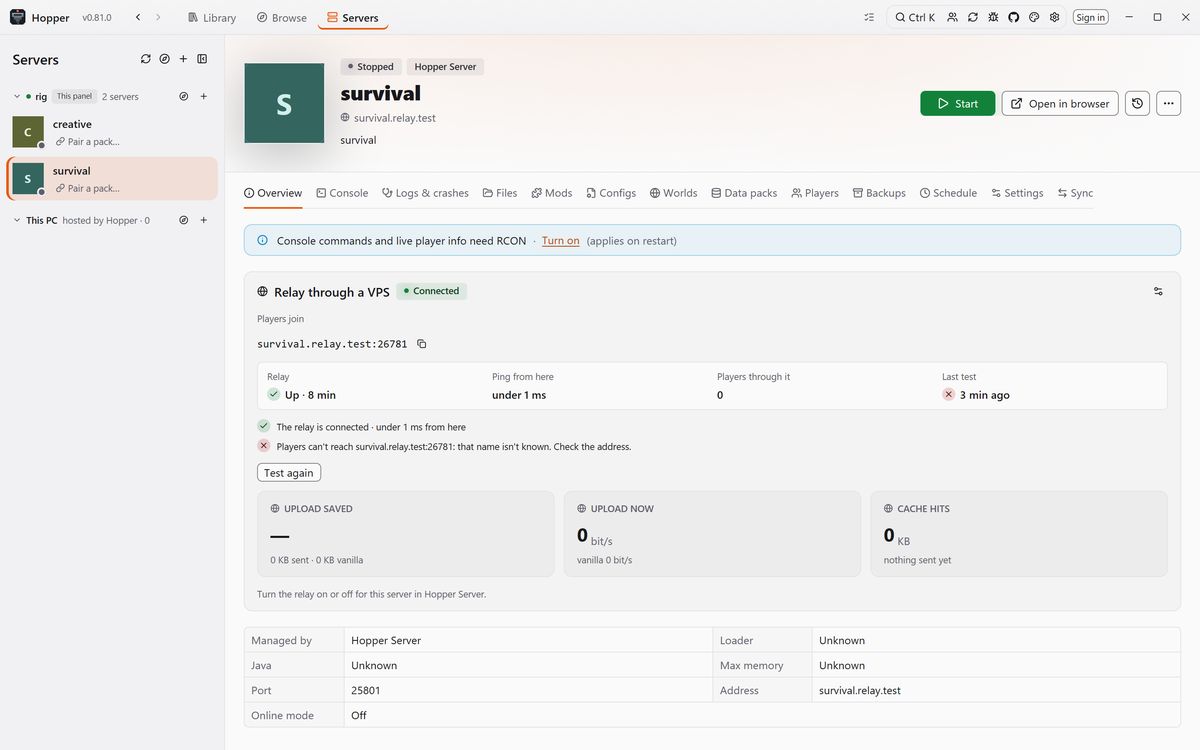 Hopper v0.81.0 Library Browse Servers Ctrl K Sign in
Servers
rig This panel 2 servers
C creative
Pair a pack...
S survival
Pair a pack...
This PC hosted by Hopper · 0
S
Stopped Hopper Server
survival
survival.relay.test
survival
Start Open in browser
Overview Console Logs & crashes Files Mods Configs Worlds Data packs Players Backups Schedule Settings Sync
Console commands and live player info need RCON · Turn on (applies on restart)
Relay through a VPS Connected
Players join
survival.relay.test:26781
Relay Ping from here Players through it Last test
Up · 8 min under 1 ms 0 3 min ago
The relay is connected · under 1 ms from here
Players can't reach survival.relay.test:26781: that name isn't known. Check the address.
Test again
UPLOAD SAVED UPLOAD NOW CACHE HITS
— 0 bit/s 0 KB
0 KB sent · 0 KB vanilla vanilla 0 bit/s nothing sent yet
Turn the relay on or off for this server in Hopper Server.
Managed by Hopper Server Loader Unknown
Java Unknown Max memory Unknown
Port 25801 Address survival.relay.test
Online mode Off